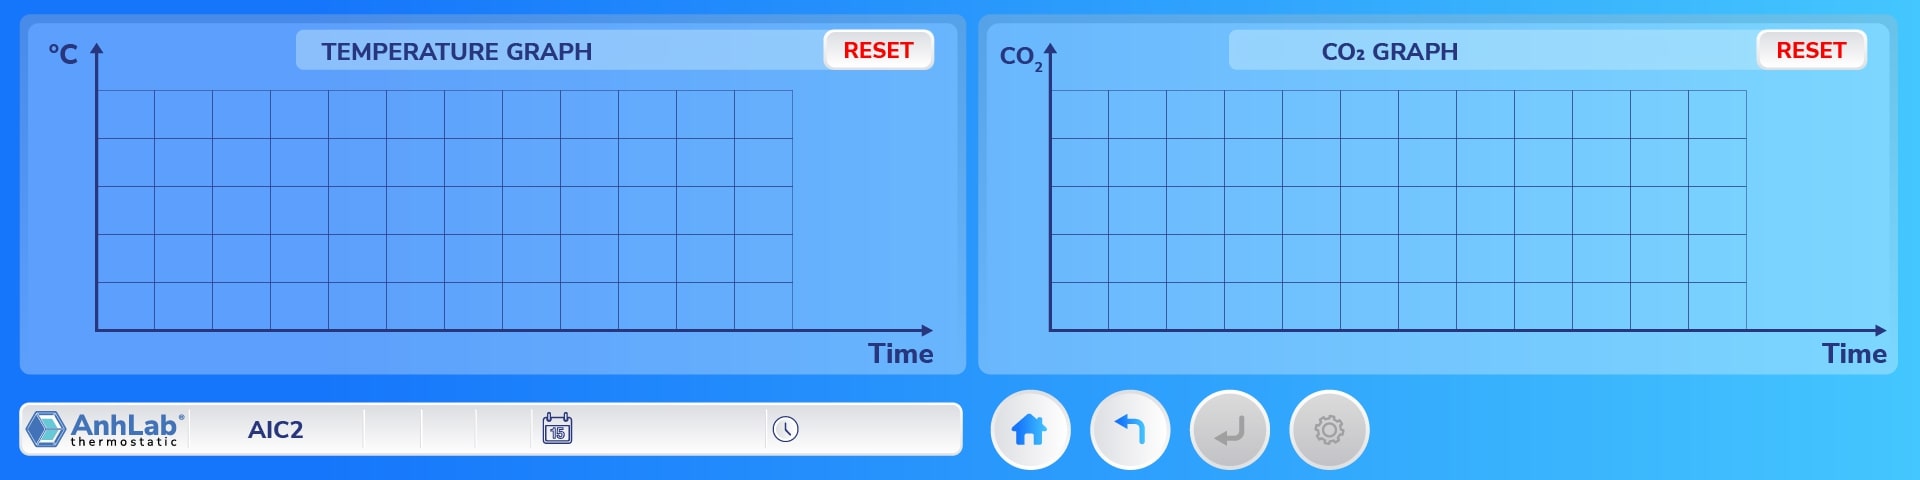 °C
TEMPERATURE GRAPH
RESET
Time
CO₂
CO₂ GRAPH
RESET
Time
AnhLab®
thermostatic
AIC2
15